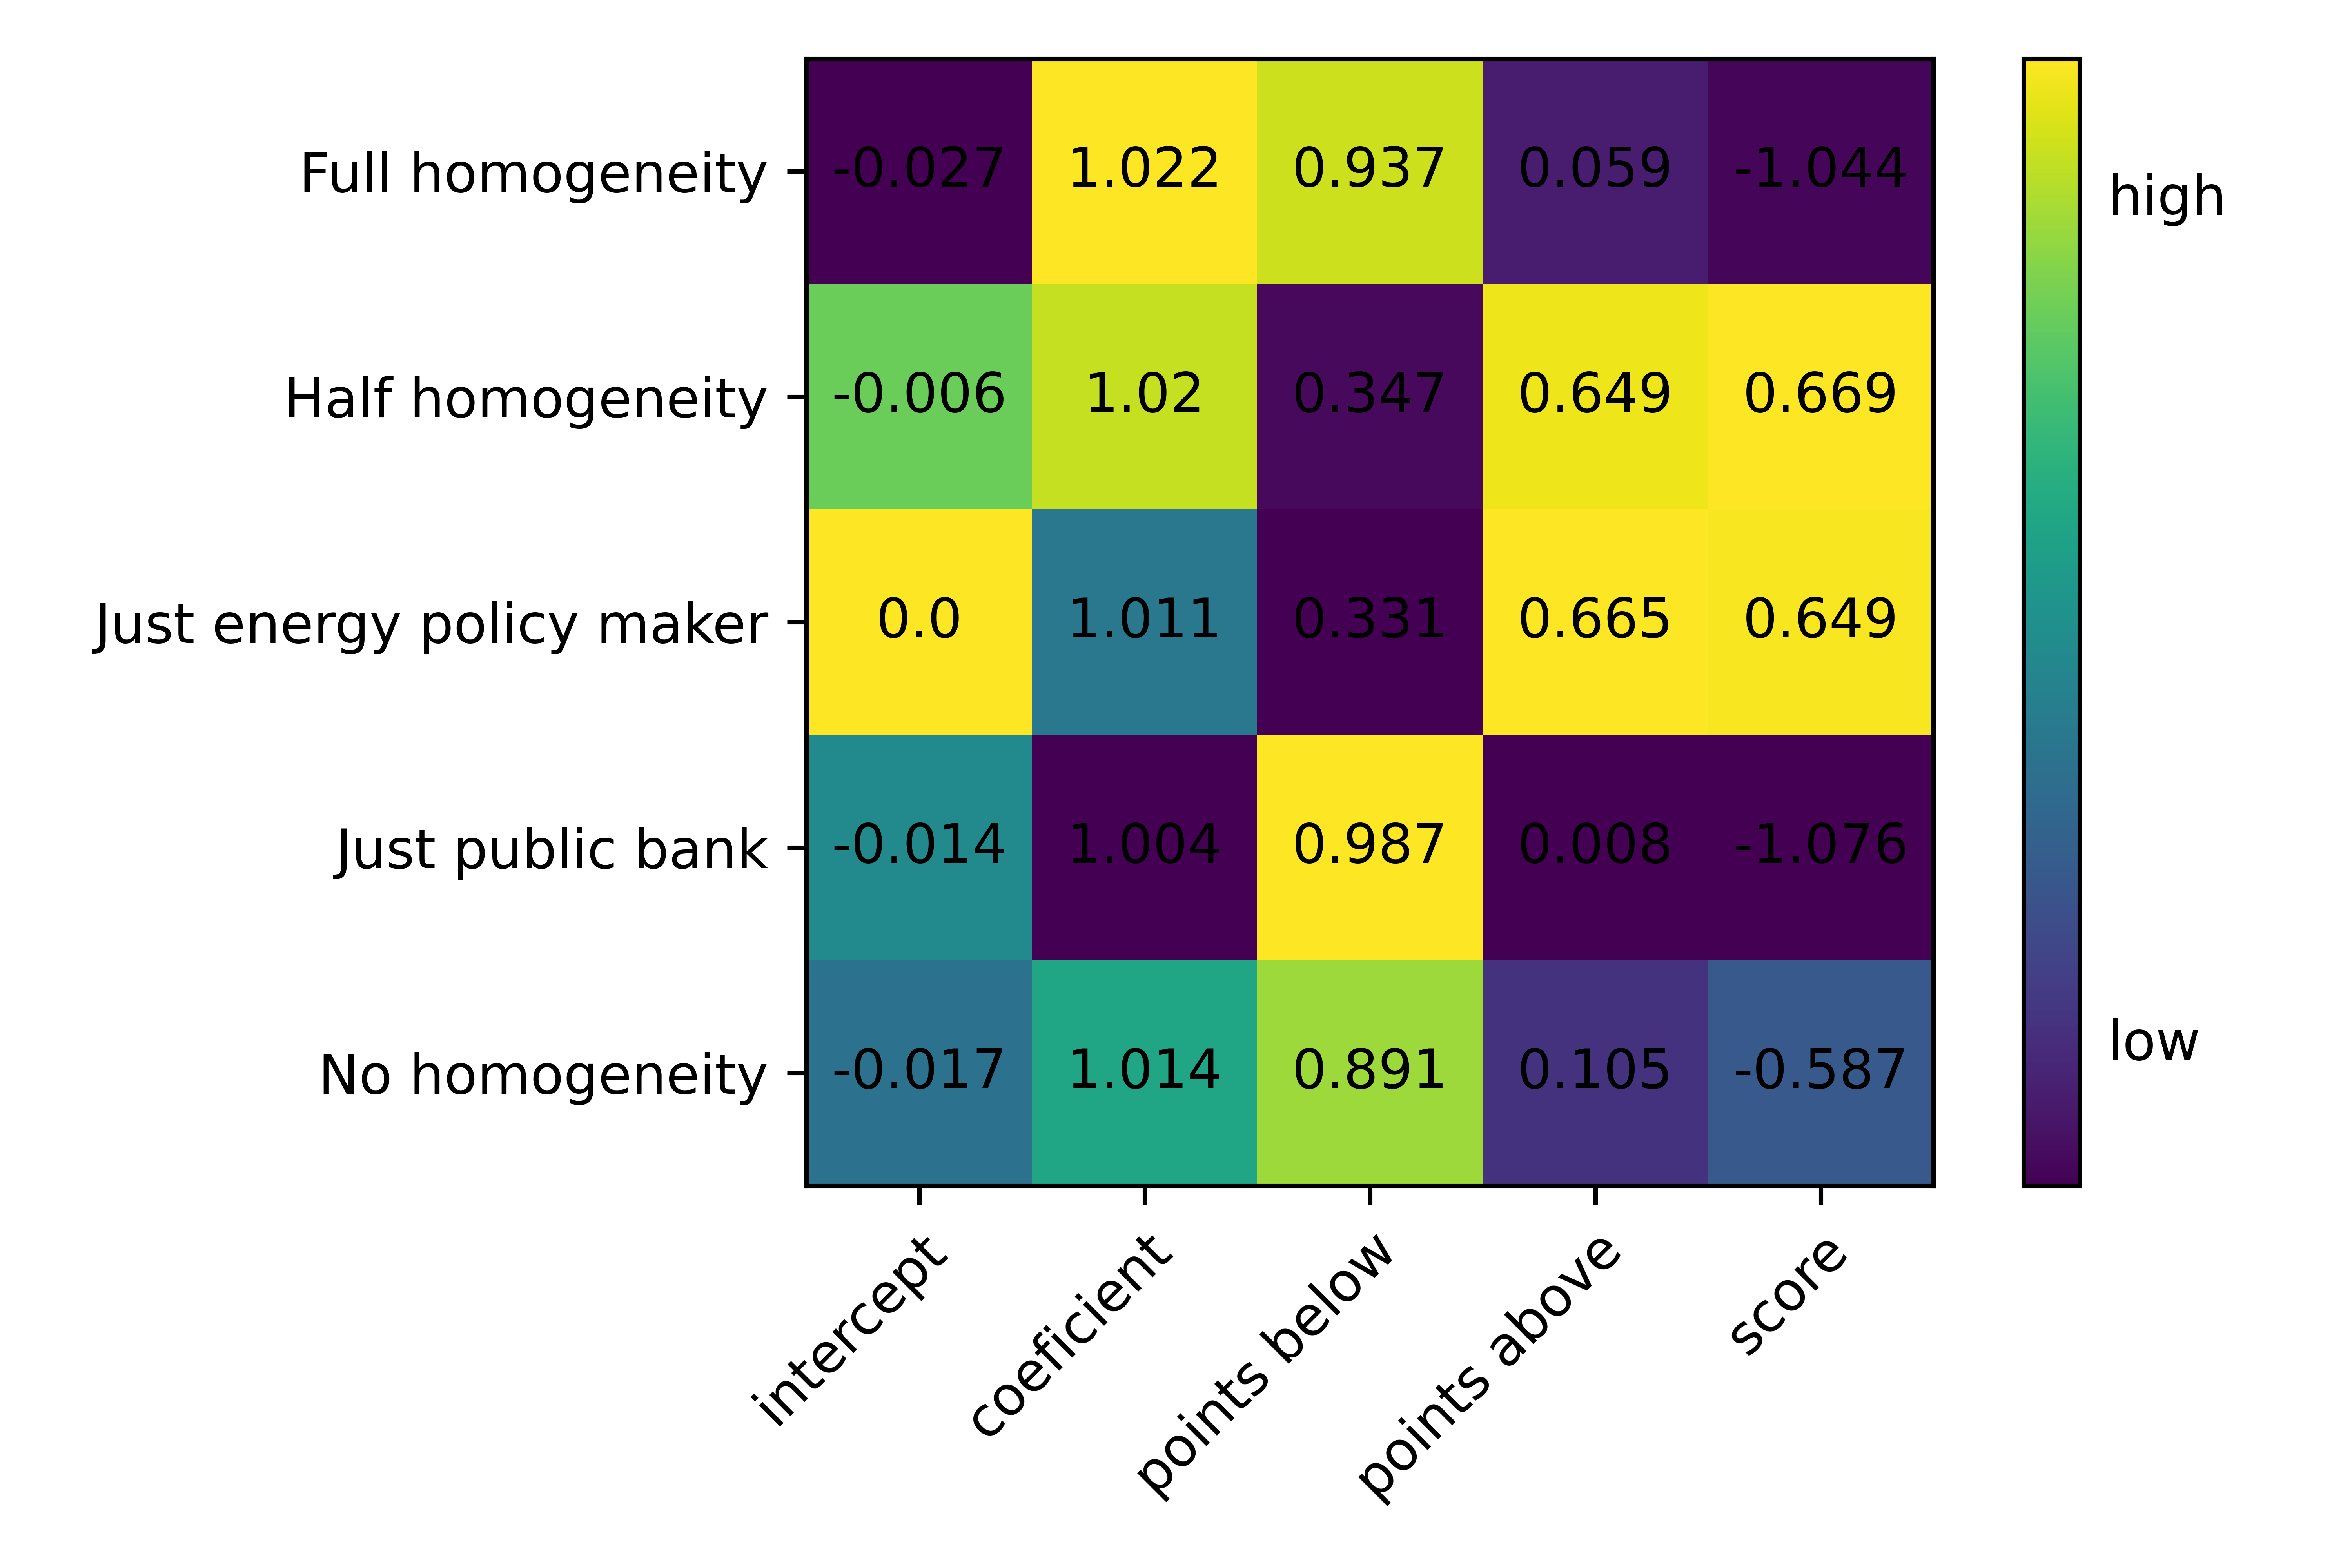 Full homogeneity -0.027 1.022 0.937 0.059 -1.044
high
Half homogeneity -0.006 1.02 0.347 0.649 0.669
Just energy policy maker 0.0 1.011 0.331 0.665 0.649
Just public bank -0.014 1.004 0.987 0.008 -1.076
low
No homogeneity -0.017 1.014 0.891 0.105 -0.587
intercept
coeficient
points below
points above
score